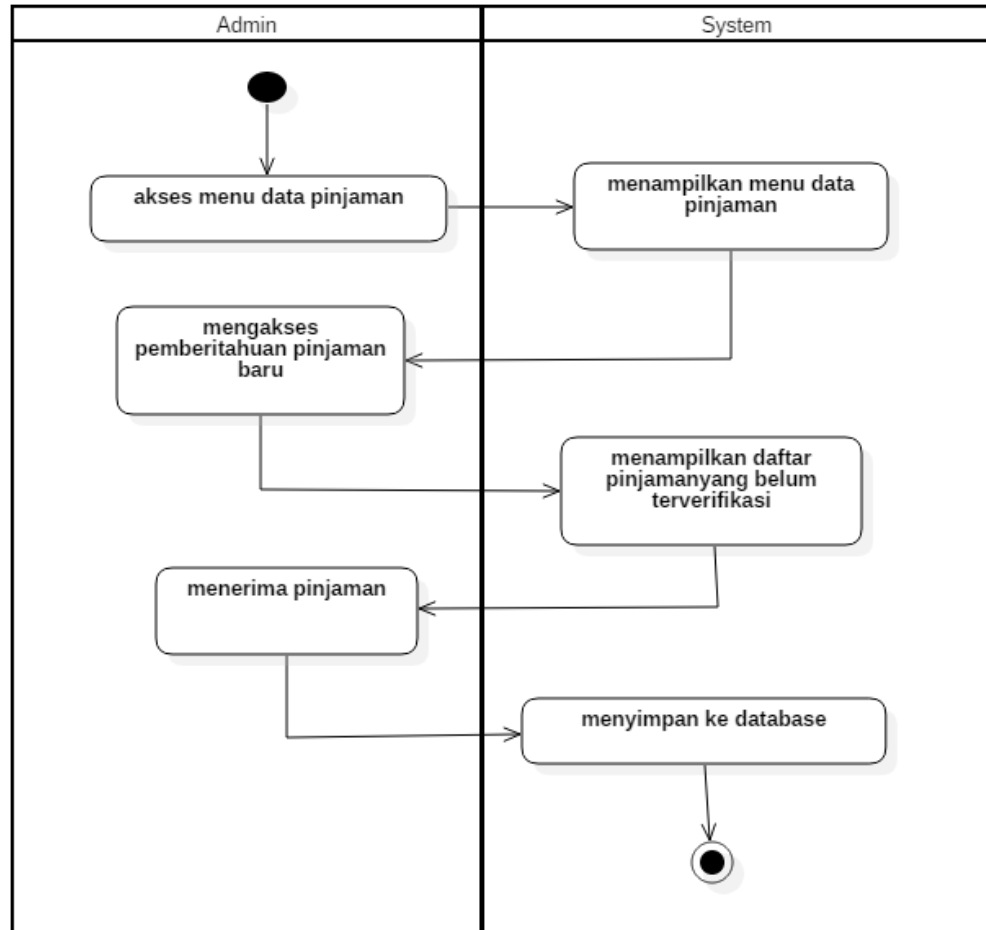 Admin
System
akses menu data pinjaman
menampilkan menu data
pinjaman
mengakses
pemberitahuan pinjaman
baru
menampilkan daftar
pinjamanyang belum
terverifikasi
menerima pinjaman
menyimpan ke database